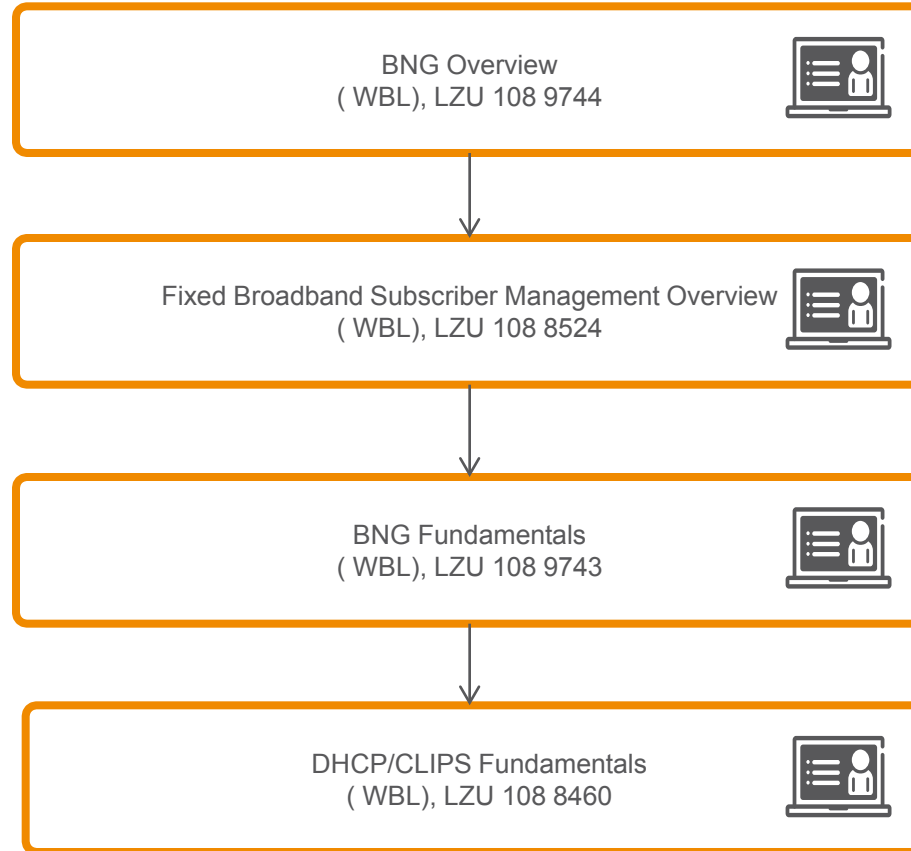 BNG Overview
( WBL), LZU 108 9744
Fixed Broadband Subscriber Management Overview
( WBL), LZU 108 8524
BNG Fundamentals
( WBL), LZU 108 9743
DHCP/CLIPS Fundamentals
( WBL), LZU 108 8460